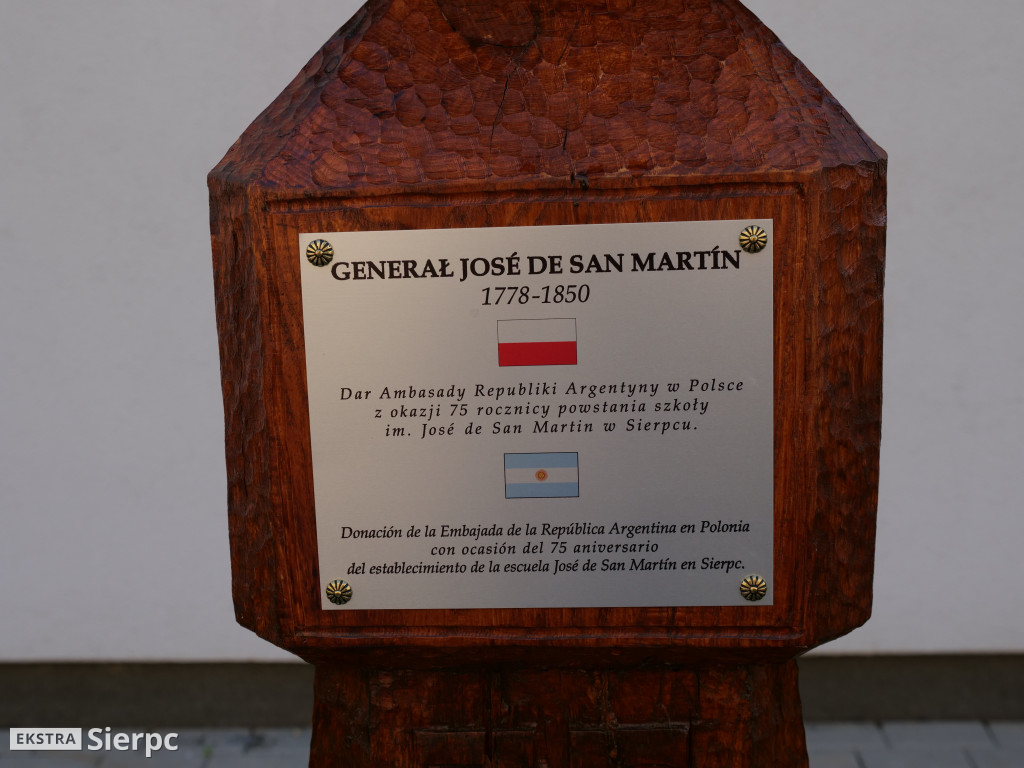 GENERAŁ JOSÉ DE SAN MARTÍN
1778-1850
Dar Ambasady Republiki Argentyny w Polsce
z okazji 75 rocznicy powstania szkoły
im. José de San Martin w Sierpcu.
Donación de la Embajada de la República Argentina en Polonia
con ocasión del 75 aniversario
del establecimiento de la escuela José de San Martín en Sierpc.
EKSTRA Sierpc